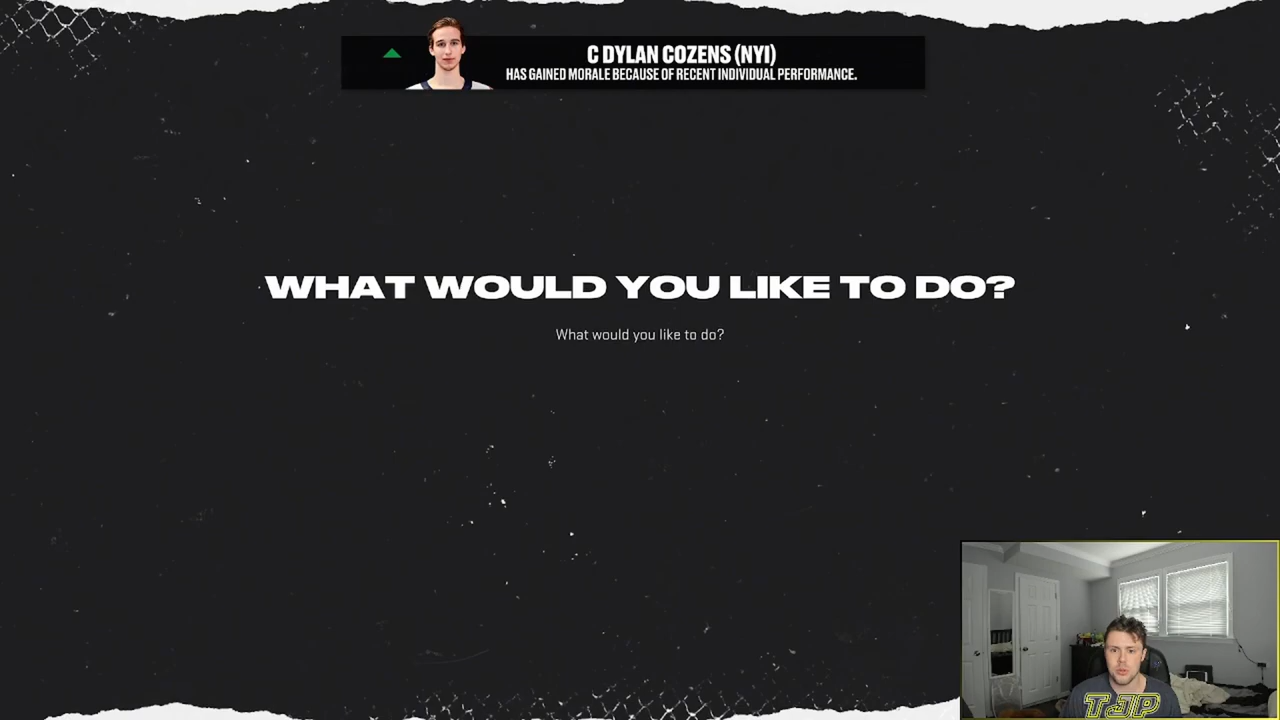 C DYLAN COZENS (NYI)
HAS GAINED MORALE BECAUSE OF RECENT INDIVIDUAL PERFORMANCE.
WHAT WOULD YOU LIKE TO DO?
What would you like to do?
TJP